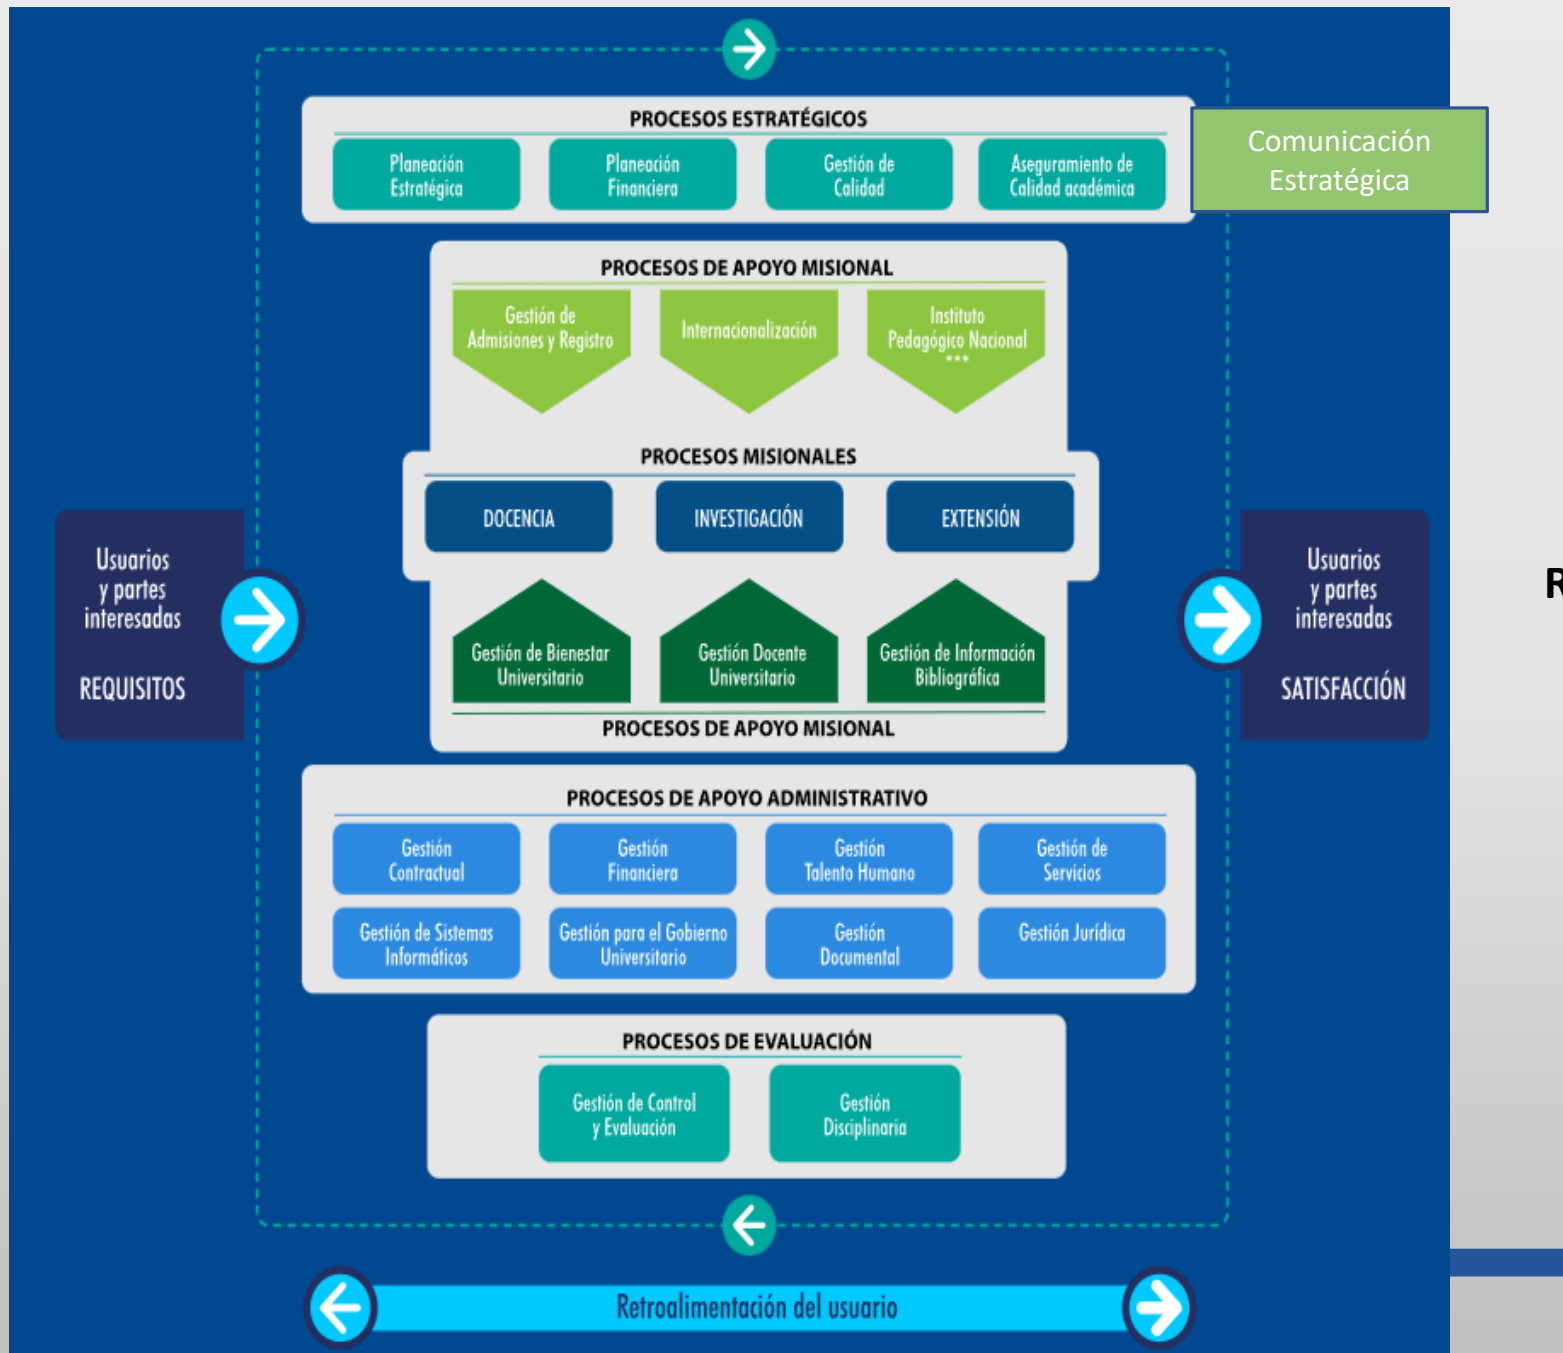 PROCESOS ESTRATÉGICOS
Planeación
Estratégica
Planeación
Financiera
Gestión de
Calidad
Aseguramiento de
Calidad académica
Comunicación
Estratégica
PROCESOS DE APOYO MISIONAL
Gestión de
Admisiones y Registro
Internacionalización
Instituto
Pedagógico Nacional
***
PROCESOS MISIONALES
DOCENCIA
INVESTIGACIÓN
EXTENSIÓN
Usuarios
y partes
interesadas
REQUISITOS
Usuarios
y partes
interesadas
SATISFACCIÓN
R
Gestión de Bienestar
Universitario
Gestión Docente
Universitario
Gestión de Información
Bibliográfica
PROCESOS DE APOYO MISIONAL
PROCESOS DE APOYO ADMINISTRATIVO
Gestión
Contractual
Gestión
Financiera
Gestión
Talento Humano
Gestión de
Servicios
Gestión de Sistemas
Informáticos
Gestión para el Gobierno
Universitario
Gestión
Documental
Gestión Jurídica
PROCESOS DE EVALUACIÓN
Gestión de Control
y Evaluación
Gestión
Disciplinaria
Retroalimentación del usuario